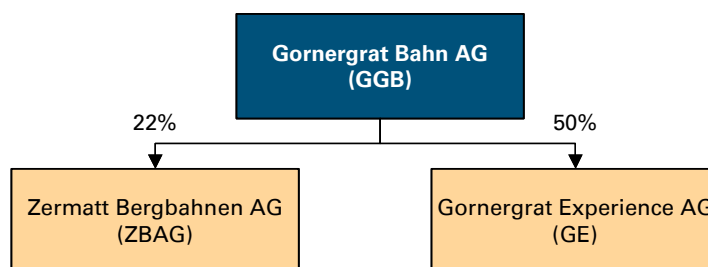 Gornergrat Bahn AG
(GGB)
22%
50%
Zermatt Bergbahnen AG
(ZBAG)
Gornergrat Experience AG
(GE)